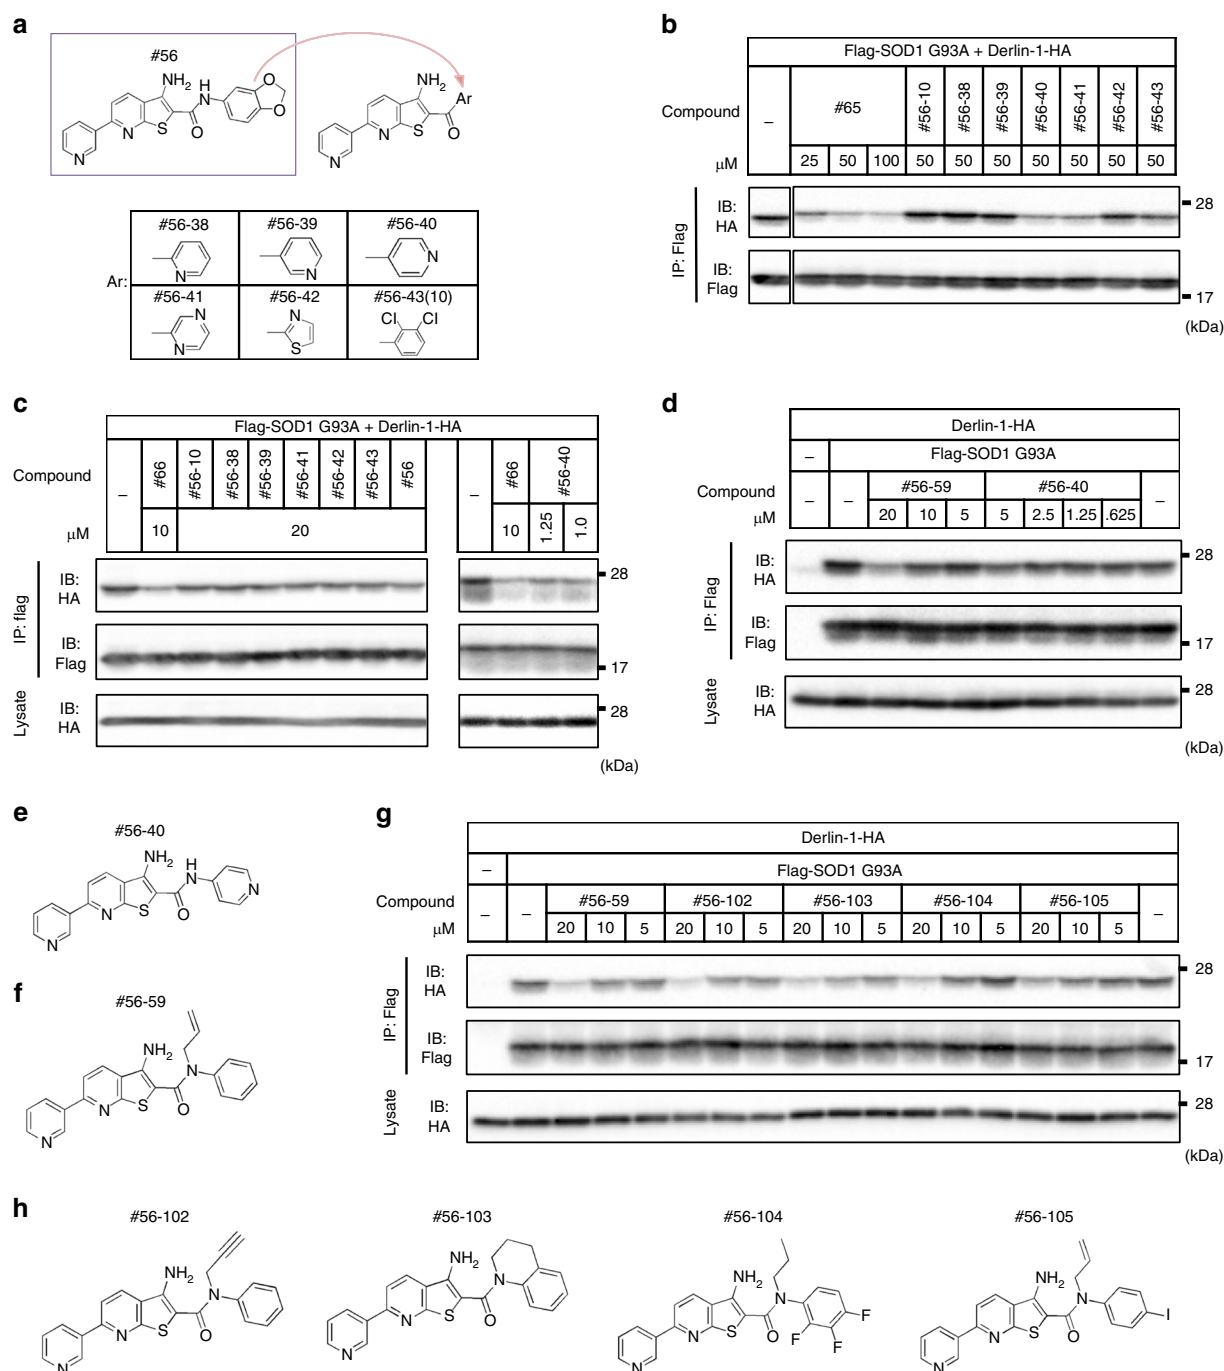 a
#56
NH2
H
N
O
O
O
N
S
N
NH2
Ar
O
N
S
N
Ar:
#56-38
#56-39
#56-40
N
N
N
#56-41
#56-42
#56-43(10)
N
N
N
S
Cl
Cl
b
Flag-SOD1 G93A + Derlin-1-HA
Compound
–
#65
#56-10
#56-38
#56-39
#56-40
#56-41
#56-42
#56-43
μM
25 50 100 50 50 50 50 50 50 50
IP: Flag
IB:
HA
28
IB:
Flag
17
(kDa)
c
Flag-SOD1 G93A + Derlin-1-HA
Compound
–
#66
#56-10
#56-38
#56-39
#56-41
#56-42
#56-43
#56
–
#66
#56-40
μM
10 20 10 1.25 1.0
IP: flag
IB:
HA
28
IB:
Flag
17
Lysate
IB:
HA
28
(kDa)
d
Derlin-1-HA
– Flag-SOD1 G93A
Compound
– – #56-59 #56-40 –
μM
20 10 5 5 2.5 1.25 .625
IP: Flag
IB:
HA
28
IB:
Flag
17
Lysate
IB:
HA
28
(kDa)
e
#56-40
NH2
H
N
O
N
S
N
N
f
#56-59
NH2
N
O
S
N
N
g
Derlin-1-HA
– Flag-SOD1 G93A
Compound
– – #56-59 #56-102 #56-103 #56-104 #56-105 –
μM
20 10 5 20 10 5 20 10 5 20 10 5 20 10 5
IP: Flag
IB:
HA
28
IB:
Flag
17
Lysate
IB:
HA
28
(kDa)
h
#56-102
NH2
N
O
S
N
N
#56-103
NH2
N
O
S
N
N
#56-104
NH2
N
O
F
F
F
S
N
N
#56-105
NH2
N
I
O
S
N
N